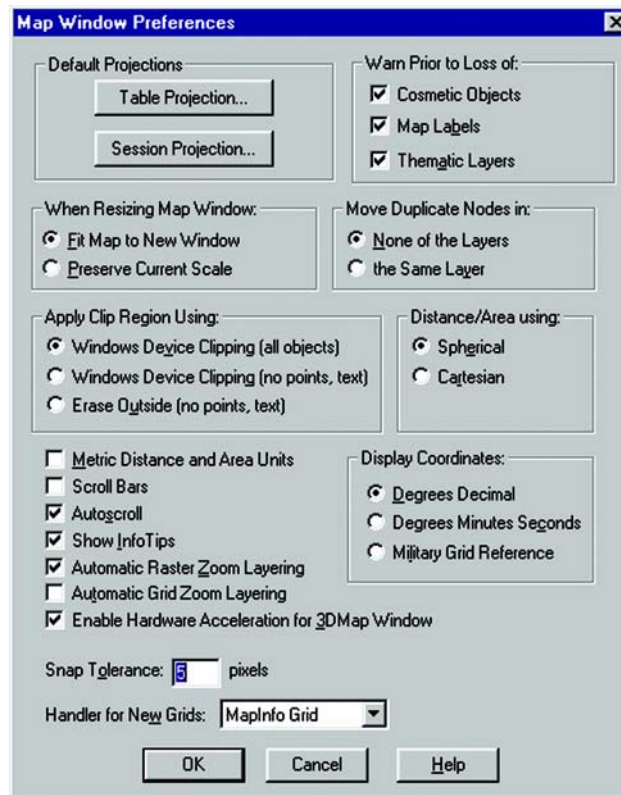 Map Window Preferences
Default Projections
Table Projection...
Session Projection...
Warn Prior to Loss of:
Cosmetic Objects
Map Labels
Thematic Layers
When Resizing Map Window:
Fit Map to New Window
Preserve Current Scale
Move Duplicate Nodes in:
None of the Layers
the Same Layer
Apply Clip Region Using:
Windows Device Clipping (all objects)
Windows Device Clipping (no points, text)
Erase Outside (no points, text)
Distance/Area using:
Spherical
Cartesian
Metric Distance and Area Units
Scroll Bars
Autoscroll
Show InfoTips
Automatic Raster Zoom Layering
Automatic Grid Zoom Layering
Enable Hardware Acceleration for 3DMap Window
Display Coordinates:
Degrees Decimal
Degrees Minutes Seconds
Military Grid Reference
Snap Tolerance: 5 pixels
Handler for New Grids: MapInfo Grid
OK Cancel Help